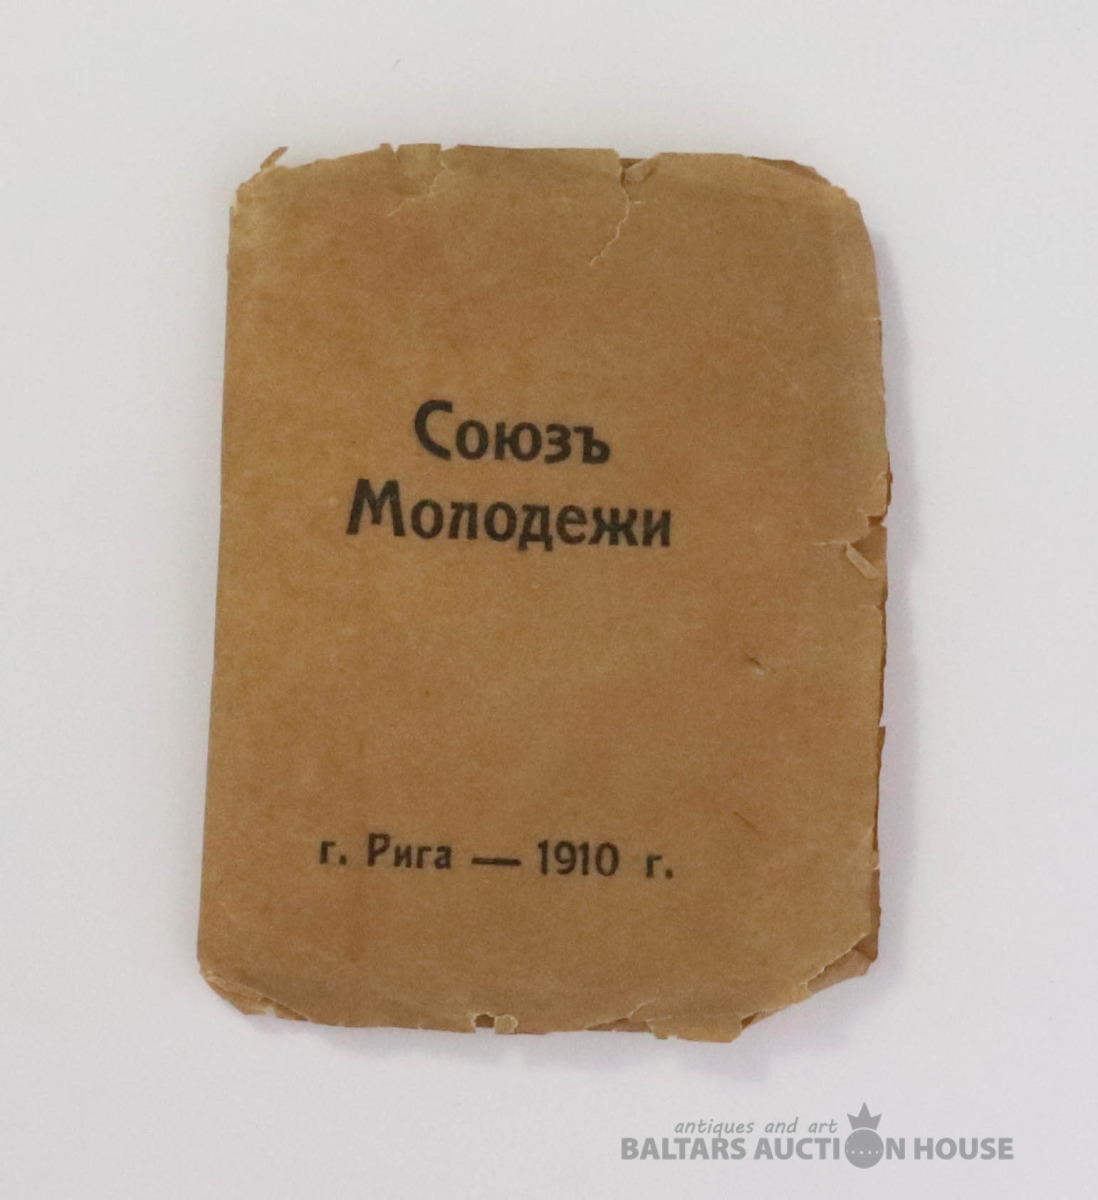 Союзъ
Молодежи
г. Рига — 1910 г.
antiques and art
BALTARS AUCTION HOUSE